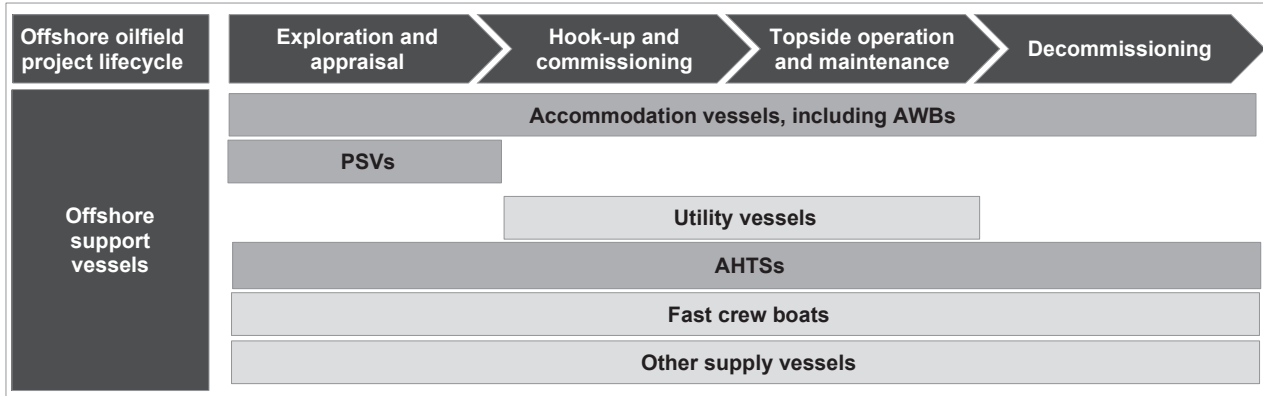 Offshore oilfield
project lifecycle
Exploration and
appraisal
Hook-up and
commissioning
Topside operation
and maintenance
Decommissioning
Offshore
support
vessels
Accommodation vessels, including AWBs
PSVs
Utility vessels
AHTSs
Fast crew boats
Other supply vessels